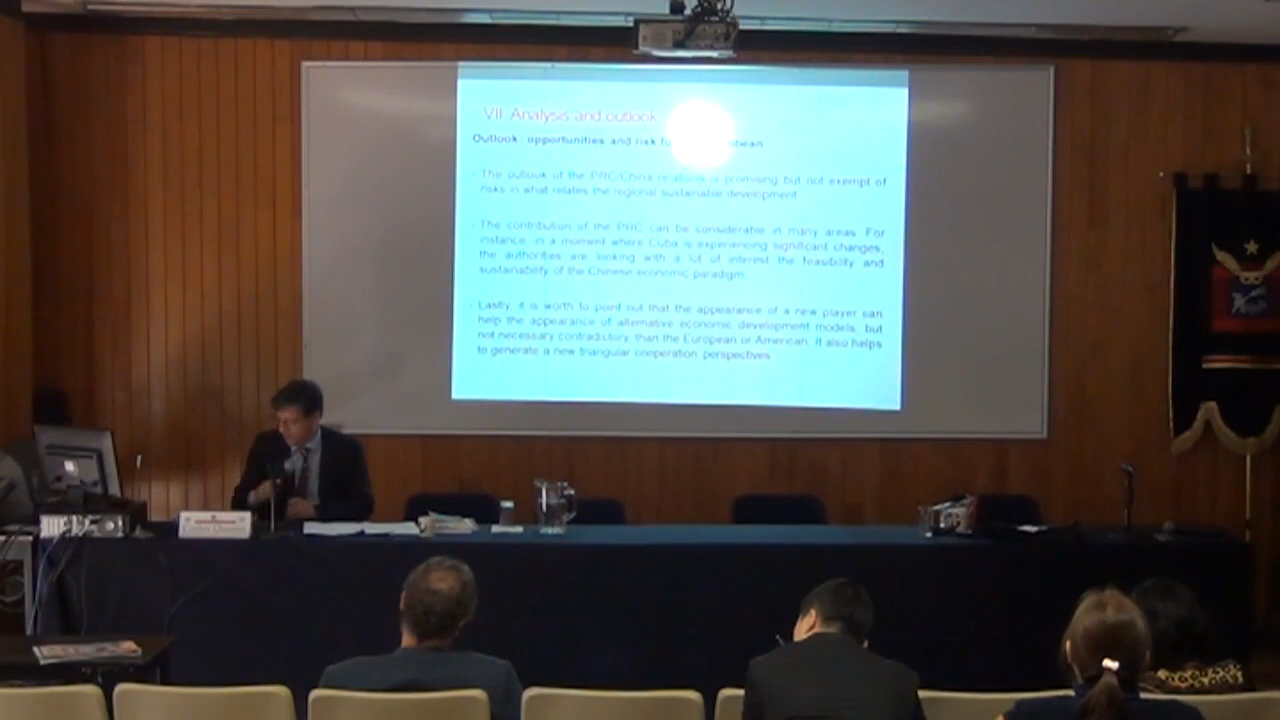 VII. Analysis and outlook
Outlook: opportunities and risk
- The outlook of the PRC/China relations is promising but not exempt of
risks in what relates the regional sustainable development.
- The contribution of the PRC can be considerable in many areas. For
instance, in a moment where Cuba is experiencing significant changes,
the authorities are looking with a lot of interest the feasibility and
sustainability of the Chinese economic paradigm.
- Lastly, it is worth to point out that the appearance of a new player can
help the appearance of alternative economic development models, but
not necessary contradictory, than the European or American. It also helps
to generate a new triangular cooperation perspectives.